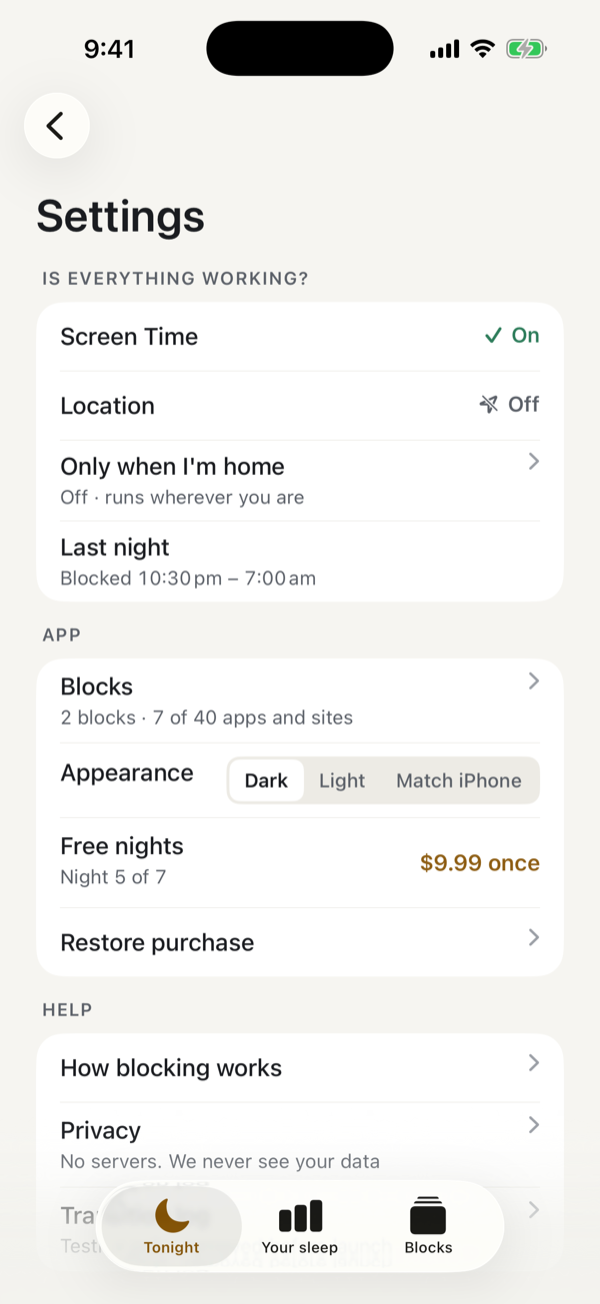 9:41
Settings
IS EVERYTHING WORKING?
Screen Time
On
Location
Off
Only when I'm home
Off · runs wherever you are
Last night
Blocked 10:30 pm – 7:00 am
APP
Blocks
2 blocks · 7 of 40 apps and sites
Appearance
Dark
Light
Match iPhone
Free nights
Night 5 of 7
$9.99 once
Restore purchase
HELP
How blocking works
Privacy
No servers. We never see your data
Tonight
Your sleep
Blocks